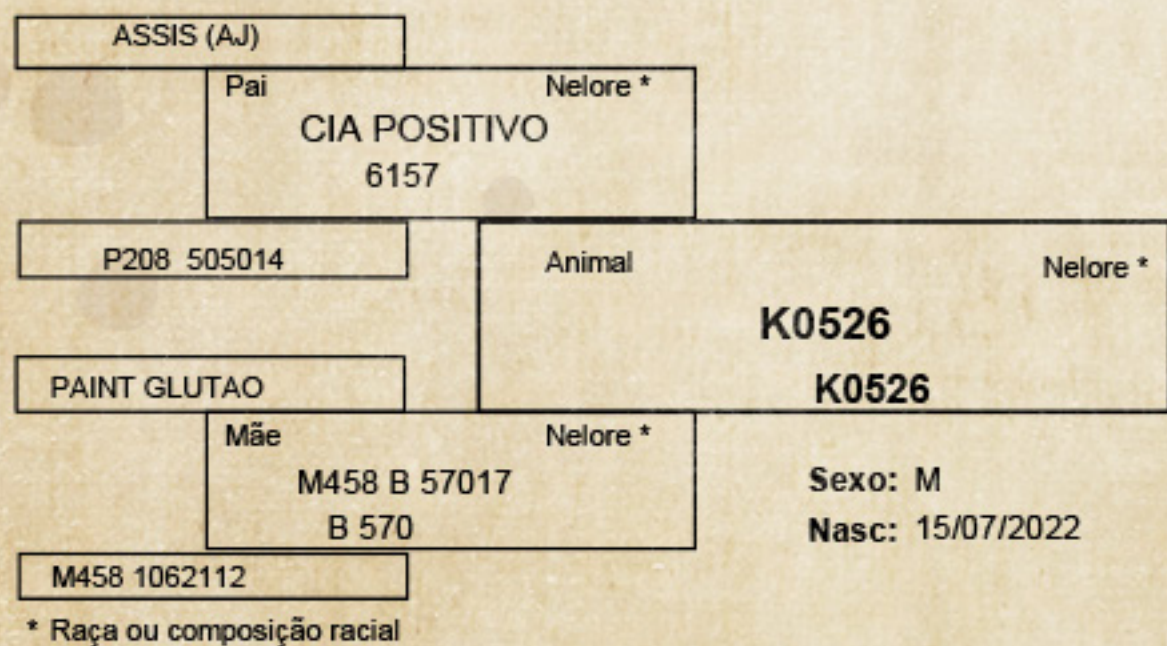 ASSIS (AJ)
Pai Nelore *
CIA POSITIVO
6157
P208 505014
Animal Nelore *
K0526
K0526
PAINT GLUTAO
Mãe Nelore *
M458 B 57017
B 570
Sexo: M
Nasc: 15/07/2022
M458 1062112
* Raça ou composição racial